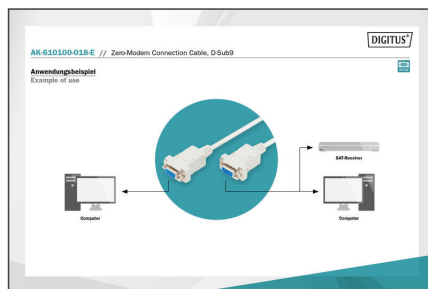 DIGITUS®
AK-610100-018-E // Zero-Modem Connection Cable, D-Sub9
Anwendungsbeispiel
Example of use
SAT-Receiver
Computer
Computer